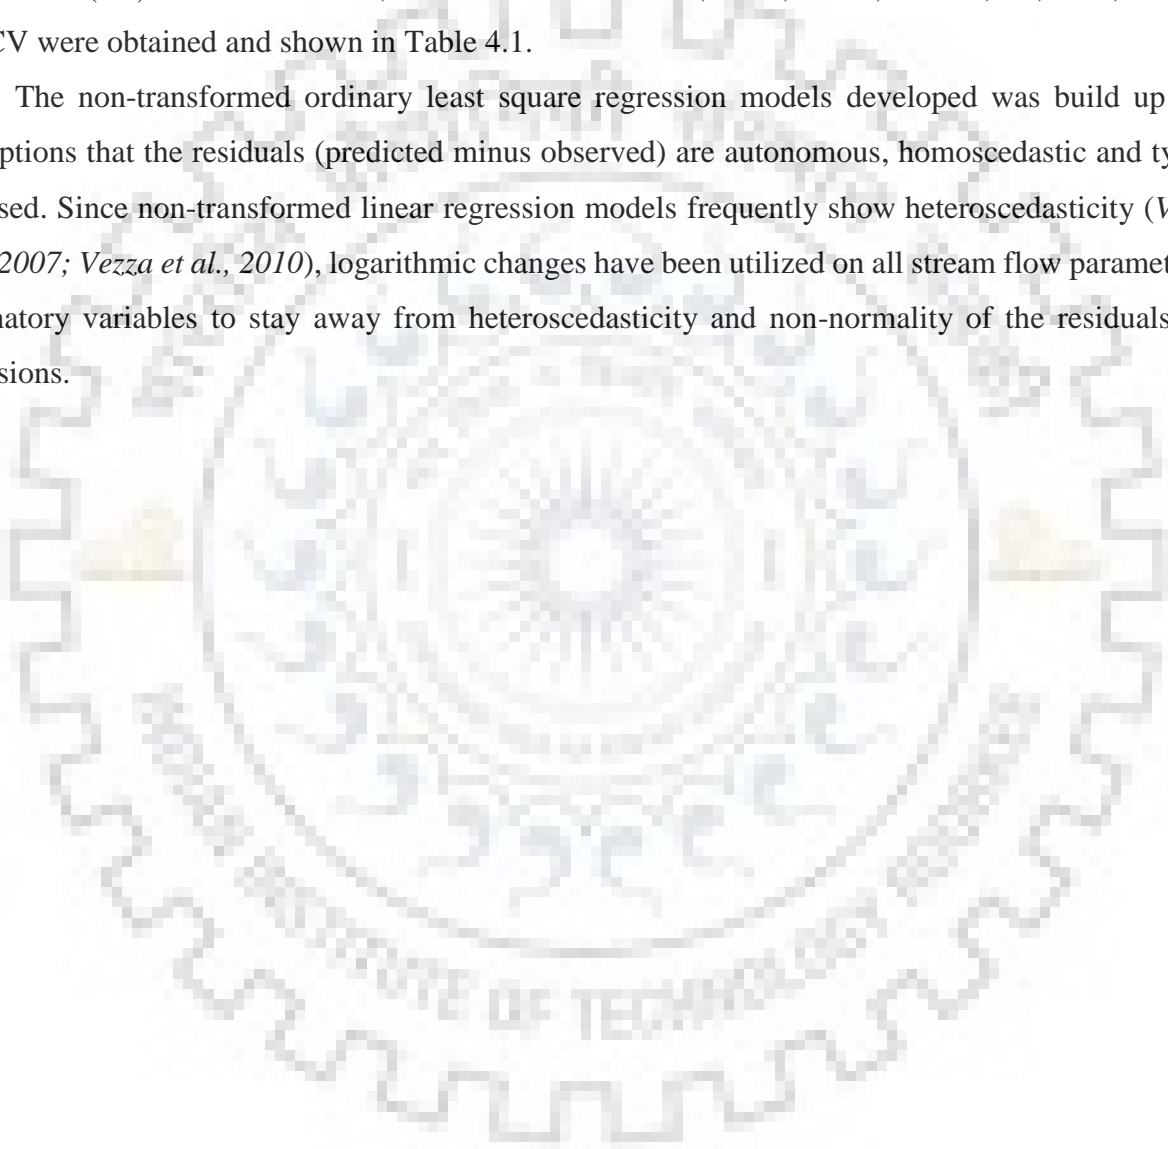 CV were obtained and shown in Table 4.1.
The non-transformed ordinary least square regression models developed was build up
ptions that the residuals (predicted minus observed) are autonomous, homoscedastic and ty
sed. Since non-transformed linear regression models frequently show heteroscedasticity (V
2007; Vezza et al., 2010), logarithmic changes have been utilized on all stream flow paramet
natory variables to stay away from heteroscedasticity and non-normality of the residuals
sions.
INSTITUTE OF TECHNOLOGY